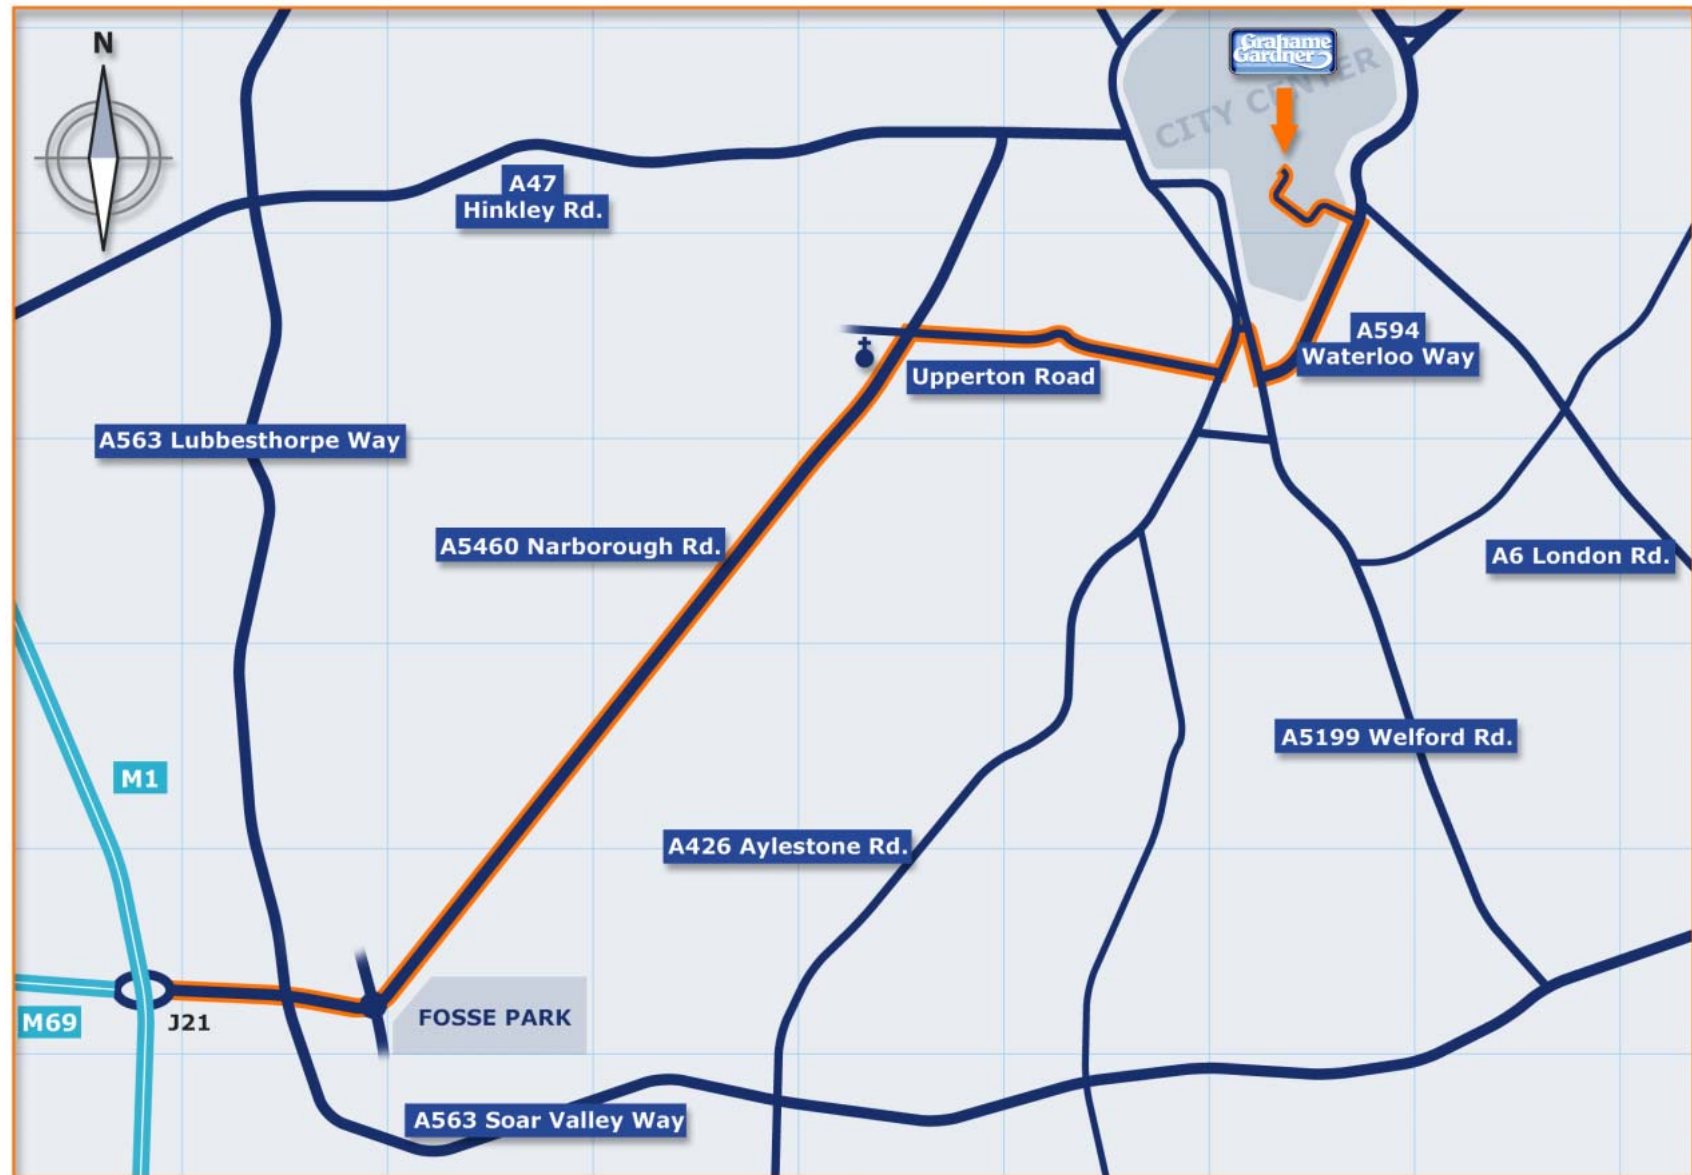 N
Grahame
Gardner
CITY CENTER
A47
Hinkley Rd.
A594
Waterloo Way
Upperton Road
A563 Lubbesthorpe Way
A5460 Narborough Rd.
A6 London Rd.
A5199 Welford Rd.
M1
A426 Aylestone Rd.
M69
J21
FOSSE PARK
A563 Soar Valley Way